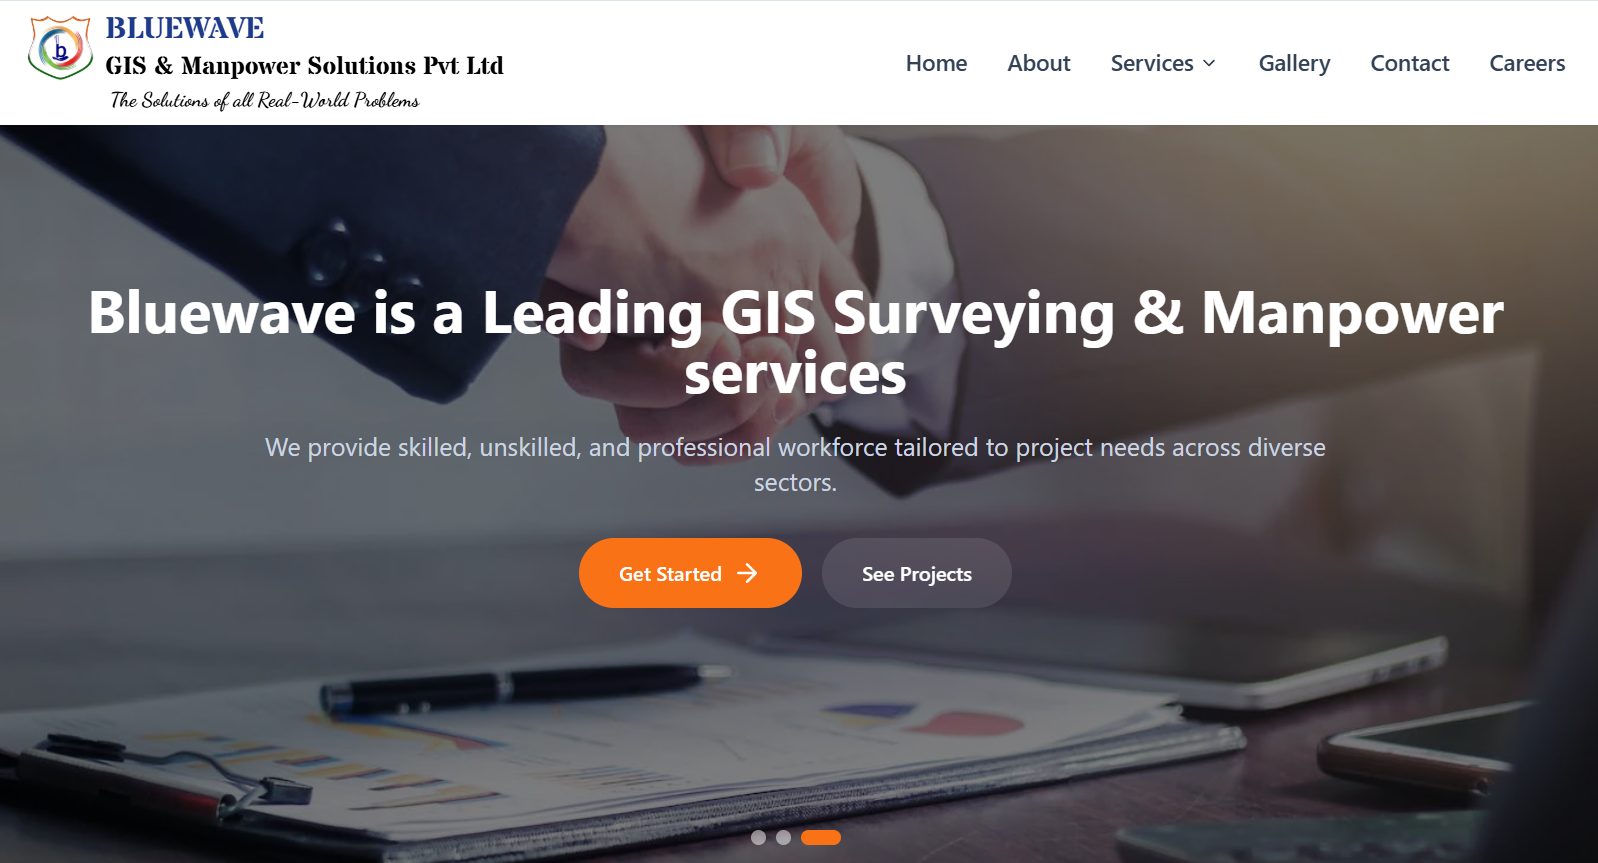 BLUEWAVE
GIS & Manpower Solutions Pvt Ltd
The Solutions of all Real-World Problems
Home
About
Services
Gallery
Contact
Careers
Bluewave is a Leading GIS Surveying & Manpower
services
We provide skilled, unskilled, and professional workforce tailored to project needs across diverse
sectors.
Get Started
See Projects